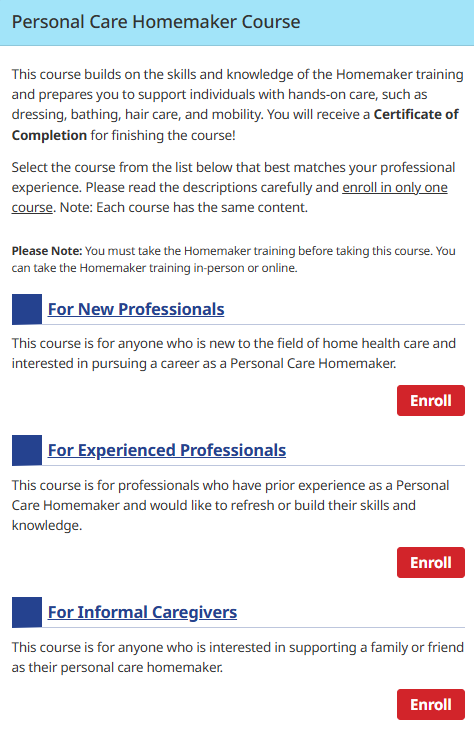 Personal Care Homemaker Course
This course builds on the skills and knowledge of the Homemaker training
and prepares you to support individuals with hands-on care, such as
dressing, bathing, hair care, and mobility. You will receive a Certificate of
Completion for finishing the course!
Select the course from the list below that best matches your professional
experience. Please read the descriptions carefully and enroll in only one
course. Note: Each course has the same content.
Please Note: You must take the Homemaker training before taking this course. You
can take the Homemaker training in-person or online.
For New Professionals
This course is for anyone who is new to the field of home health care and
interested in pursuing a career as a Personal Care Homemaker.
Enroll
For Experienced Professionals
This course is for professionals who have prior experience as a Personal
Care Homemaker and would like to refresh or build their skills and
knowledge.
Enroll
For Informal Caregivers
This course is for anyone who is interested in supporting a family or friend
as their personal care homemaker.
Enroll